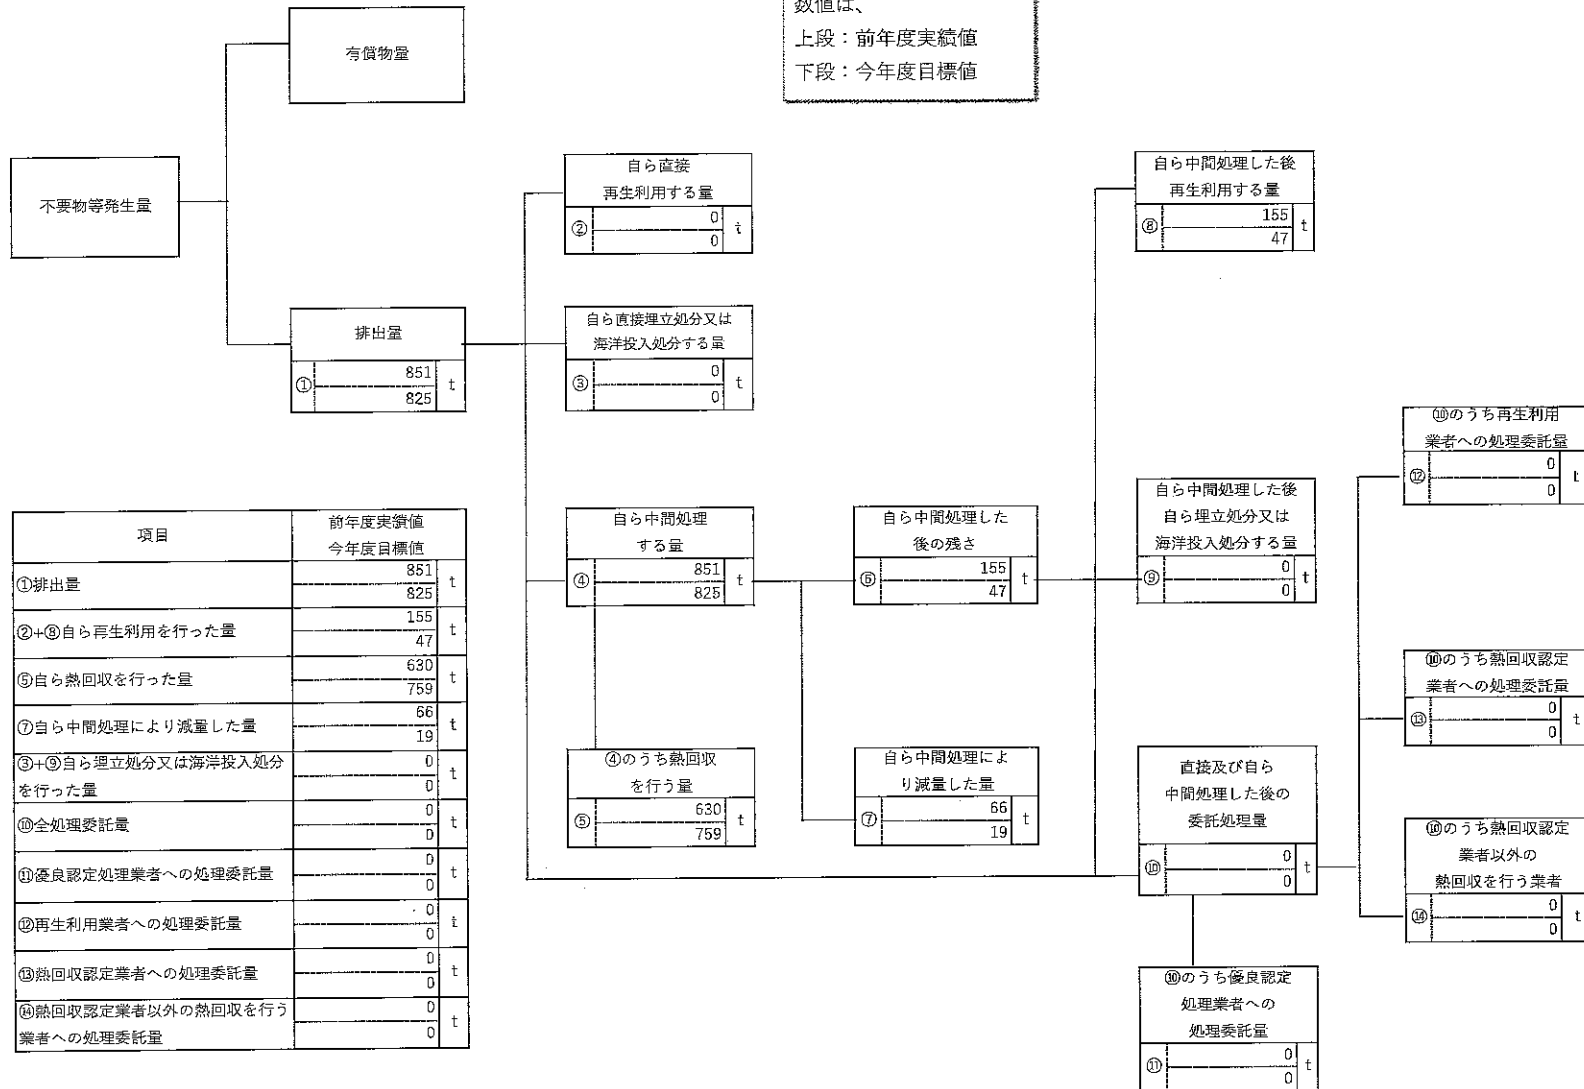 数値は、
上段：前年度実績値
下段：今年度目標値
有償物量
不要物等発生量
排出量
①
851
825
t
自ら直接
再生利用する量
②
0
0
t
自ら直接埋立処分又は
海洋投入処分する量
③
0
0
t
自ら中間処理
する量
④
851
825
t
④のうち熱回収
を行う量
⑤
630
759
t
自ら中間処理した
後の残さ
⑥
155
47
t
自ら中間処理によ
り減量した量
⑦
66
19
t
自ら中間処理した後
再生利用する量
⑧
155
47
t
自ら中間処理した後
自ら埋立処分又は
海洋投入処分する量
⑨
0
0
t
直接及び自ら
中間処理した後の
委託処理量
⑩
0
0
t
⑩のうち優良認定
処理業者への
処理委託量
⑪
0
0
t
⑩のうち再生利用
業者への処理委託量
⑫
0
0
t
⑩のうち熱回収認定
業者への処理委託量
⑬
0
0
t
⑩のうち熱回収認定
業者以外の
熱回収を行う業者
⑭
0
0
t
項目
前年度実績値
今年度目標値
①排出量
851
825
t
②+⑧自ら再生利用を行った量
155
47
t
⑤自ら熱回収を行った量
630
759
t
⑦自ら中間処理により減量した量
66
19
t
③+⑨自ら埋立処分又は海洋投入処分
を行った量
0
0
t
⑩全処理委託量
0
0
t
⑪優良認定処理業者への処理委託量
0
0
t
⑫再生利用業者への処理委託量
0
0
t
⑬熱回収認定業者への処理委託量
0
0
t
⑭熱回収認定業者以外の熱回収を行う
業者への処理委託量
0
0
t